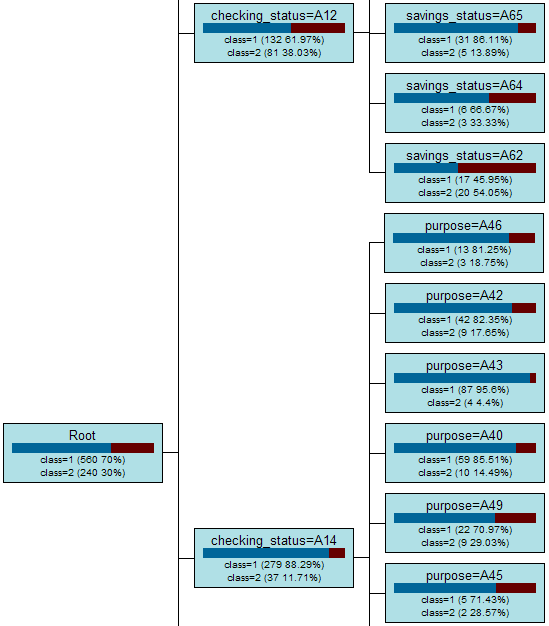 checking_status=A12
class=1 (132 61.97%)
class=2 (81 38.03%)
savings_status=A65
class=1 (31 86.11%)
class=2 (5 13.89%)
savings_status=A64
class=1 (6 66.67%)
class=2 (3 33.33%)
savings_status=A62
class=1 (17 45.95%)
class=2 (20 54.05%)
purpose=A46
class=1 (13 81.25%)
class=2 (3 18.75%)
purpose=A42
class=1 (42 82.35%)
class=2 (9 17.65%)
purpose=A43
class=1 (87 95.6%)
class=2 (4 4.4%)
Root
class=1 (560 70%)
class=2 (240 30%)
purpose=A40
class=1 (59 85.51%)
class=2 (10 14.49%)
purpose=A49
class=1 (22 70.97%)
class=2 (9 29.03%)
checking_status=A14
class=1 (279 88.29%)
class=2 (37 11.71%)
purpose=A45
class=1 (5 71.43%)
class=2 (2 28.57%)